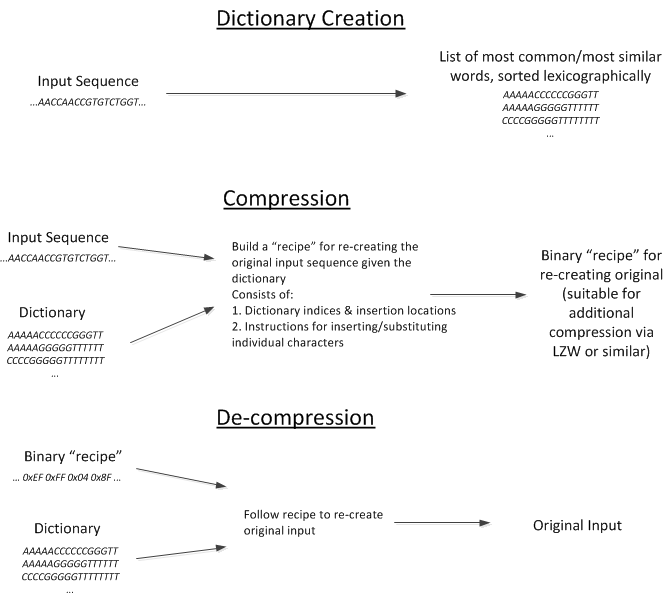 Dictionary Creation
Input Sequence
...AACCAACCGTGTCTGGT...
List of most common/most similar
words, sorted lexicographically
AAAAACCCCCCGGGTT
AAAAAGGGGGTTTTTT
CCCCGGGGGTTTTTTTT
...
Compression
Input Sequence
...AACCAACCGTGTCTGGT...
Dictionary
AAAAACCCCCCGGGTT
AAAAAGGGGGTTTTTT
CCCCGGGGGTTTTTTTT
...
Build a “recipe” for re-creating the
original input sequence given the
dictionary
Consists of:
1. Dictionary indices & insertion locations
2. Instructions for inserting/substituting
individual characters
Binary “recipe” for
re-creating original
(suitable for
additional
compression via
LZW or similar)
De-compression
Binary “recipe”
... 0xEF 0xFF 0x04 0x8F ...
Dictionary
AAAAACCCCCCGGGTT
AAAAAGGGGGTTTTTT
CCCCGGGGGTTTTTTTT
...
Follow recipe to re-create
original input
Original Input